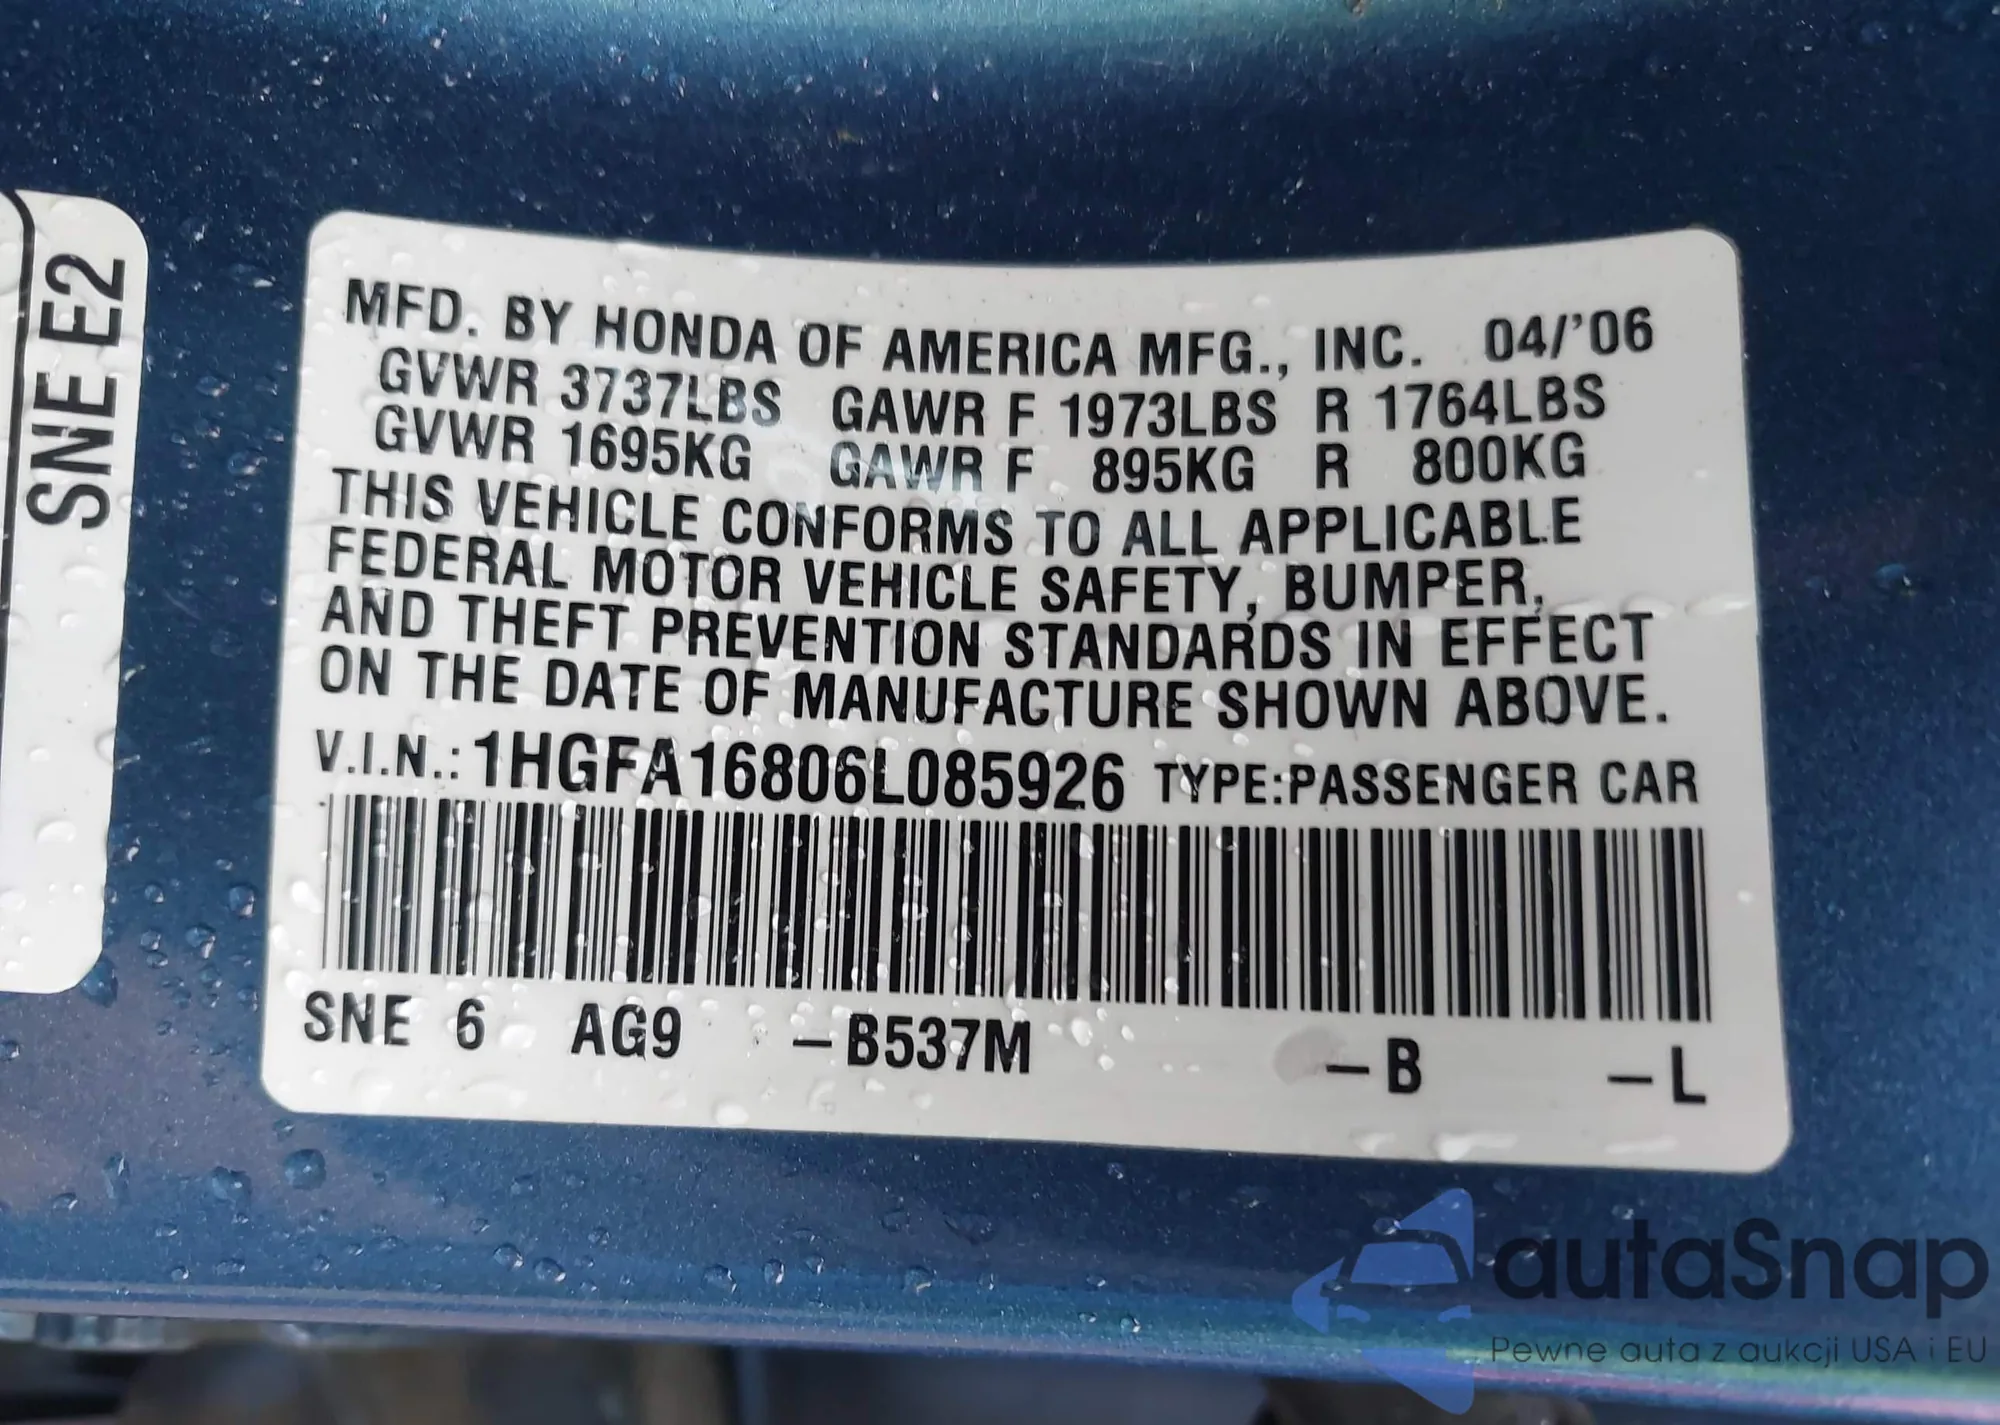 SNE E2
MFD. BY HONDA OF AMERICA MFG., INC. 04/'06
GVWR 3737LBS GAWR F 1973LBS R 1764LBS
GVWR 1695KG GAWR F 895KG R 800KG
THIS VEHICLE CONFORMS TO ALL APPLICABLE
FEDERAL MOTOR VEHICLE SAFETY, BUMPER,
AND THEFT PREVENTION STANDARDS IN EFFECT
ON THE DATE OF MANUFACTURE SHOWN ABOVE.
V.I.N.: 1HGFA16806L085926 TYPE:PASSENGER CAR
SNE 6 AG9 –B537M –B –L
autaSnap
Pewne auta z aukcji USA i EU